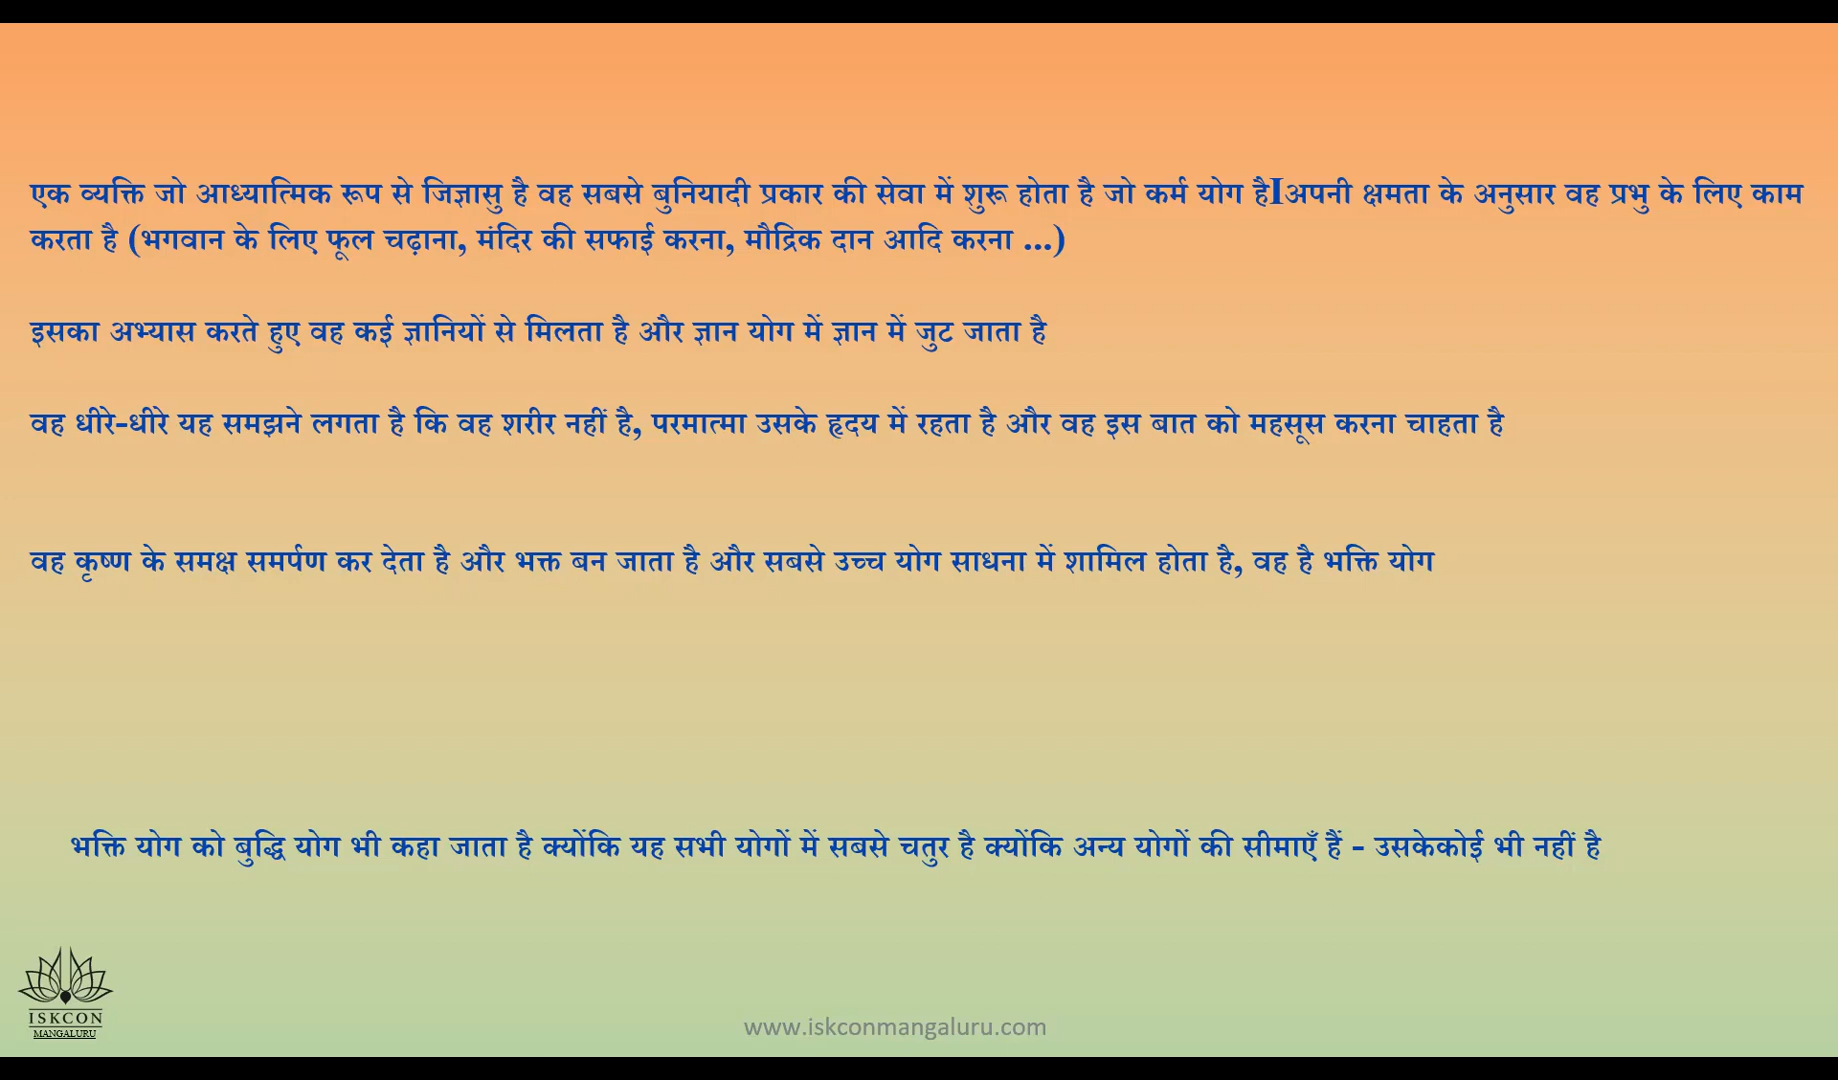 एक व्यक्ति जो आध्यात्मिक रूप से जिज्ञासु है वह सबसे बुनियादी प्रकार की सेवा में शुरू होता है जो कर्म योग हैIअपनी क्षमता के अनुसार वह प्रभु के लिए काम
करता है (भगवान के लिए फूल चढ़ाना, मंदिर की सफाई करना, मौद्रिक दान आदि करना ...)
इसका अभ्यास करते हुए वह कई ज्ञानियों से मिलता है और ज्ञान योग में ज्ञान में जुट जाता है
वह धीरे-धीरे यह समझने लगता है कि वह शरीर नहीं है, परमात्मा उसके हृदय में रहता है और वह इस बात को महसूस करना चाहता है
वह कृष्ण के समक्ष समर्पण कर देता है और भक्त बन जाता है और सबसे उच्च योग साधना में शामिल होता है, वह है भक्ति योग
भक्ति योग को बुद्धि योग भी कहा जाता है क्योंकि यह सभी योगों में सबसे चतुर है क्योंकि अन्य योगों की सीमाएँ हैं - उसकेकोई भी नहीं है
ISKCON
MANGALURU
www.iskconmangaluru.com